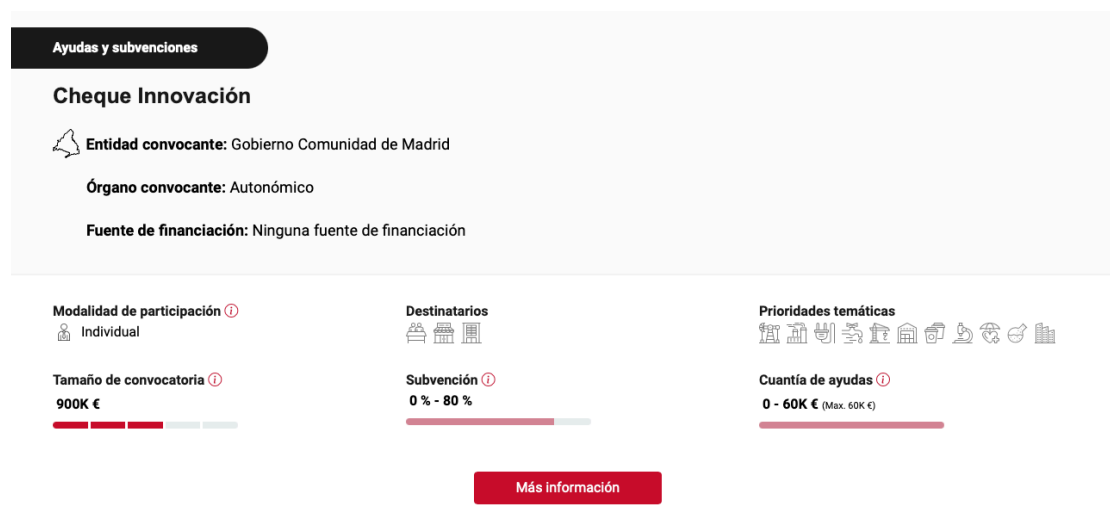 Ayudas y subvenciones
Cheque Innovación
Entidad convocante: Gobierno Comunidad de Madrid
Órgano convocante: Autonómico
Fuente de financiación: Ninguna fuente de financiación
Modalidad de participación
Individual
Destinatarios
Prioridades temáticas
Tamaño de convocatoria
900K €
Subvención
0 % - 80 %
Cuantía de ayudas
0 - 60K € (Max. 60K €)
Más información